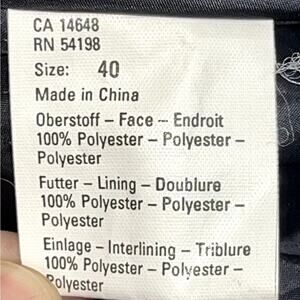 CA 14648
RN 54198
Size: 40
Made in China
Oberstoff – Face – Endroit
100% Polyester – Polyester –
Polyester
Futter – Lining – Doublure
100% Polyester – Polyester –
Polyester
Einlage – Interlining – Triblure
100% Polyester – Polyester –
Polyester